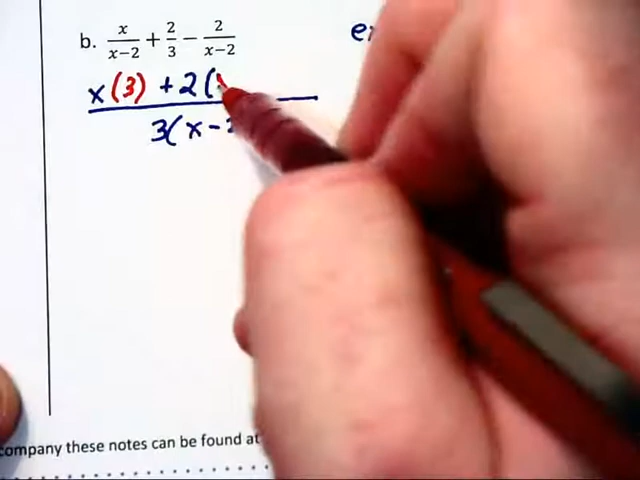 b. x/(x−2) + 2/3 − 2/(x−2)
x (3) + 2 (
3( x −
company these notes can be found at